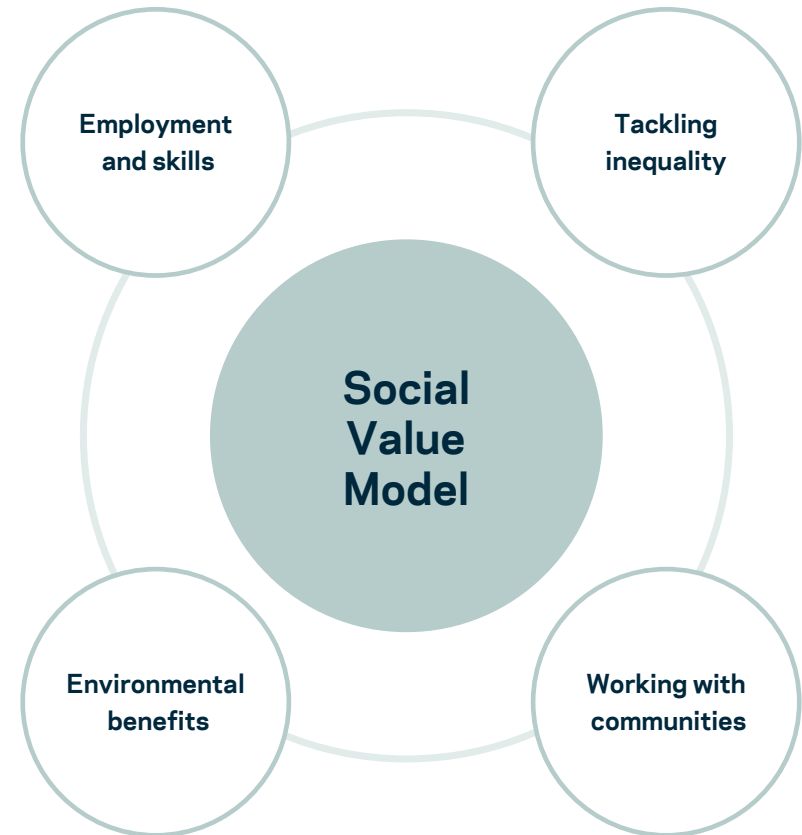 Employment
and skills
Tackling
inequality
Social
Value
Model
Environmental
benefits
Working with
communities